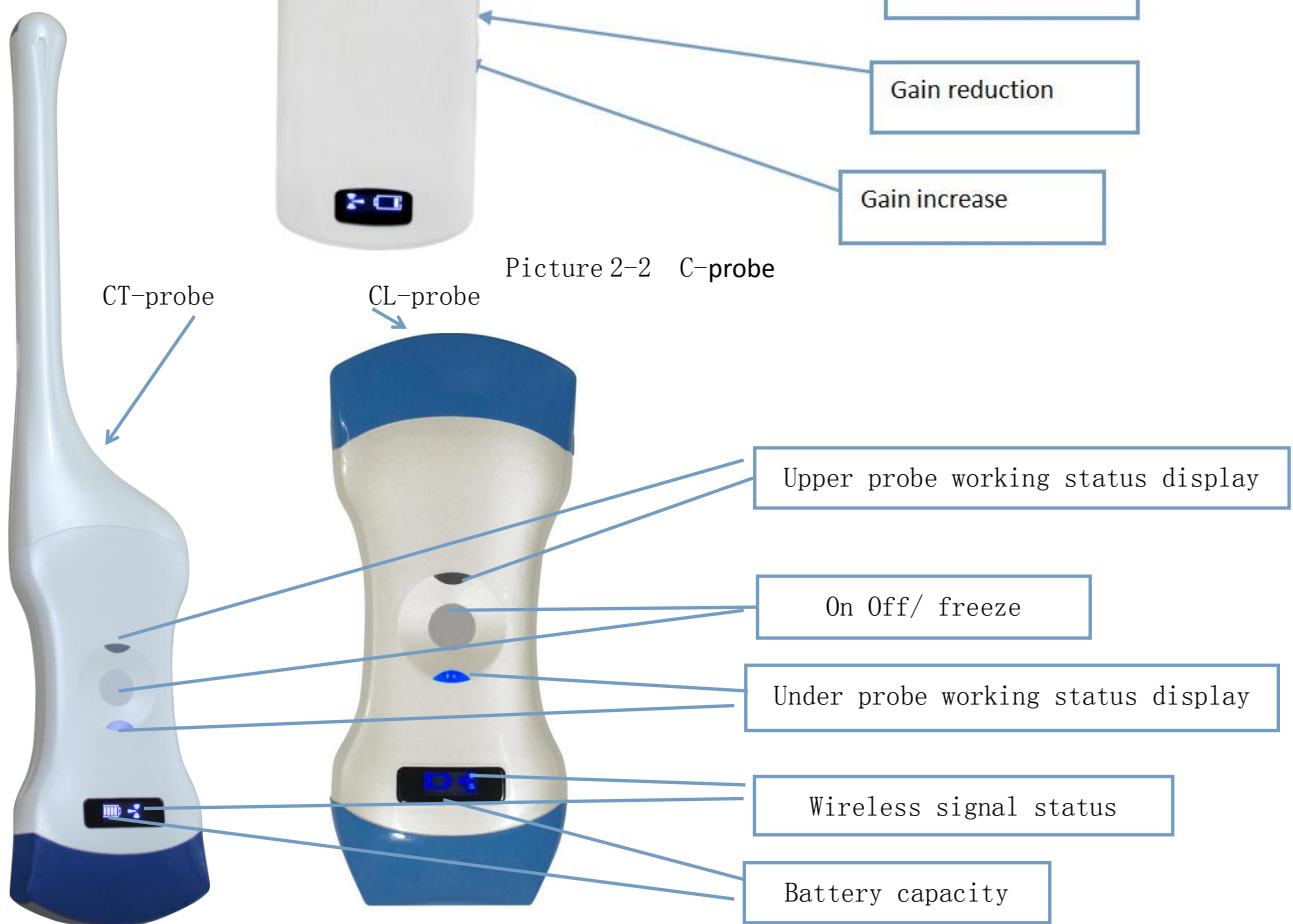 Gain reduction
Gain increase
Picture 2-2 C-probe
CT-probe
CL-probe
Upper probe working status display
On Off/ freeze
Under probe working status display
Wireless signal status
Battery capacity